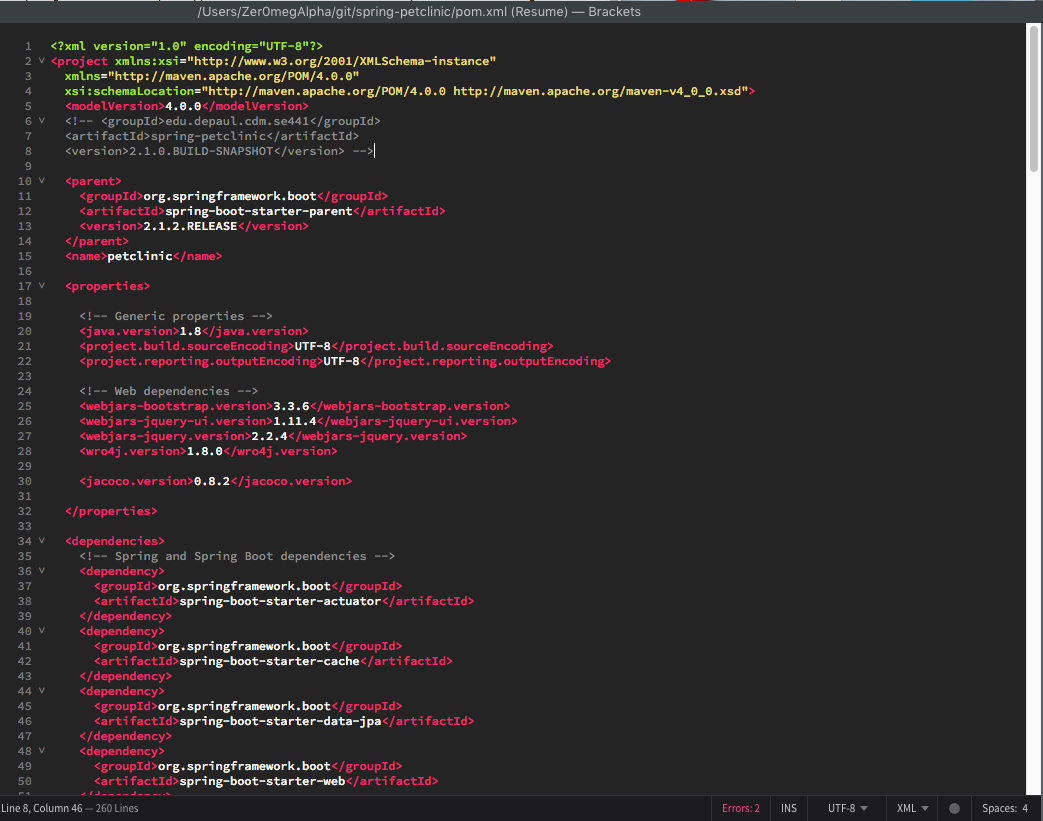 /Users/Zer0megAlpha/git/spring-petclinic/pom.xml (Resume) — Brackets
1 <?xml version="1.0" encoding="UTF-8"?>
2 <project xmlns:xsi="http://www.w3.org/2001/XMLSchema-instance"
3 xmlns="http://maven.apache.org/POM/4.0.0"
4 xsi:schemaLocation="http://maven.apache.org/POM/4.0.0 http://maven.apache.org/maven-v4_0_0.xsd">
5 <modelVersion>4.0.0</modelVersion>
6 <!-- <groupId>edu.depaul.cdm.se441</groupId>
7 <artifactId>spring-petclinic</artifactId>
8 <version>2.1.0.BUILD-SNAPSHOT</version> -->
9
10 <parent>
11 <groupId>org.springframework.boot</groupId>
12 <artifactId>spring-boot-starter-parent</artifactId>
13 <version>2.1.2.RELEASE</version>
14 </parent>
15 <name>petclinic</name>
16
17 <properties>
18
19 <!-- Generic properties -->
20 <java.version>1.8</java.version>
21 <project.build.sourceEncoding>UTF-8</project.build.sourceEncoding>
22 <project.reporting.outputEncoding>UTF-8</project.reporting.outputEncoding>
23
24 <!-- Web dependencies -->
25 <webjars-bootstrap.version>3.3.6</webjars-bootstrap.version>
26 <webjars-jquery-ui.version>1.11.4</webjars-jquery-ui.version>
27 <webjars-jquery.version>2.2.4</webjars-jquery.version>
28 <wro4j.version>1.8.0</wro4j.version>
29
30 <jacoco.version>0.8.2</jacoco.version>
31
32 </properties>
33
34 <dependencies>
35 <!-- Spring and Spring Boot dependencies -->
36 <dependency>
37 <groupId>org.springframework.boot</groupId>
38 <artifactId>spring-boot-starter-actuator</artifactId>
39 </dependency>
40 <dependency>
41 <groupId>org.springframework.boot</groupId>
42 <artifactId>spring-boot-starter-cache</artifactId>
43 </dependency>
44 <dependency>
45 <groupId>org.springframework.boot</groupId>
46 <artifactId>spring-boot-starter-data-jpa</artifactId>
47 </dependency>
48 <dependency>
49 <groupId>org.springframework.boot</groupId>
50 <artifactId>spring-boot-starter-web</artifactId>
Line 8, Column 46 — 260 Lines Errors: 2 INS UTF-8 XML Spaces: 4